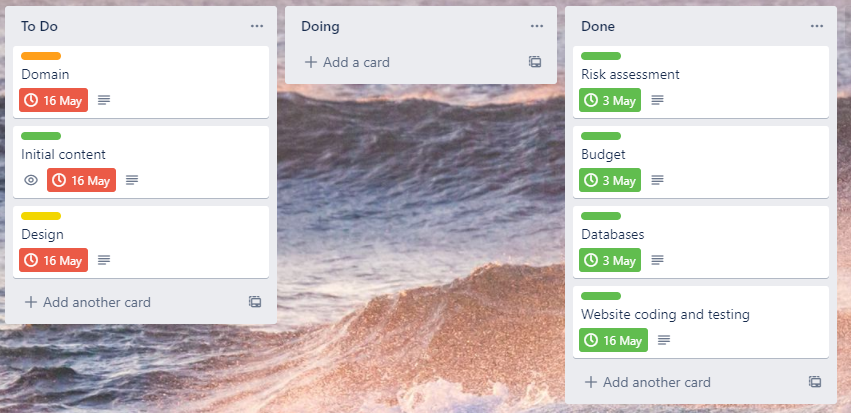 To Do
Domain
16 May
Initial content
16 May
Design
16 May
Add another card
Doing
Add a card
Done
Risk assessment
3 May
Budget
3 May
Databases
3 May
Website coding and testing
16 May
Add another card